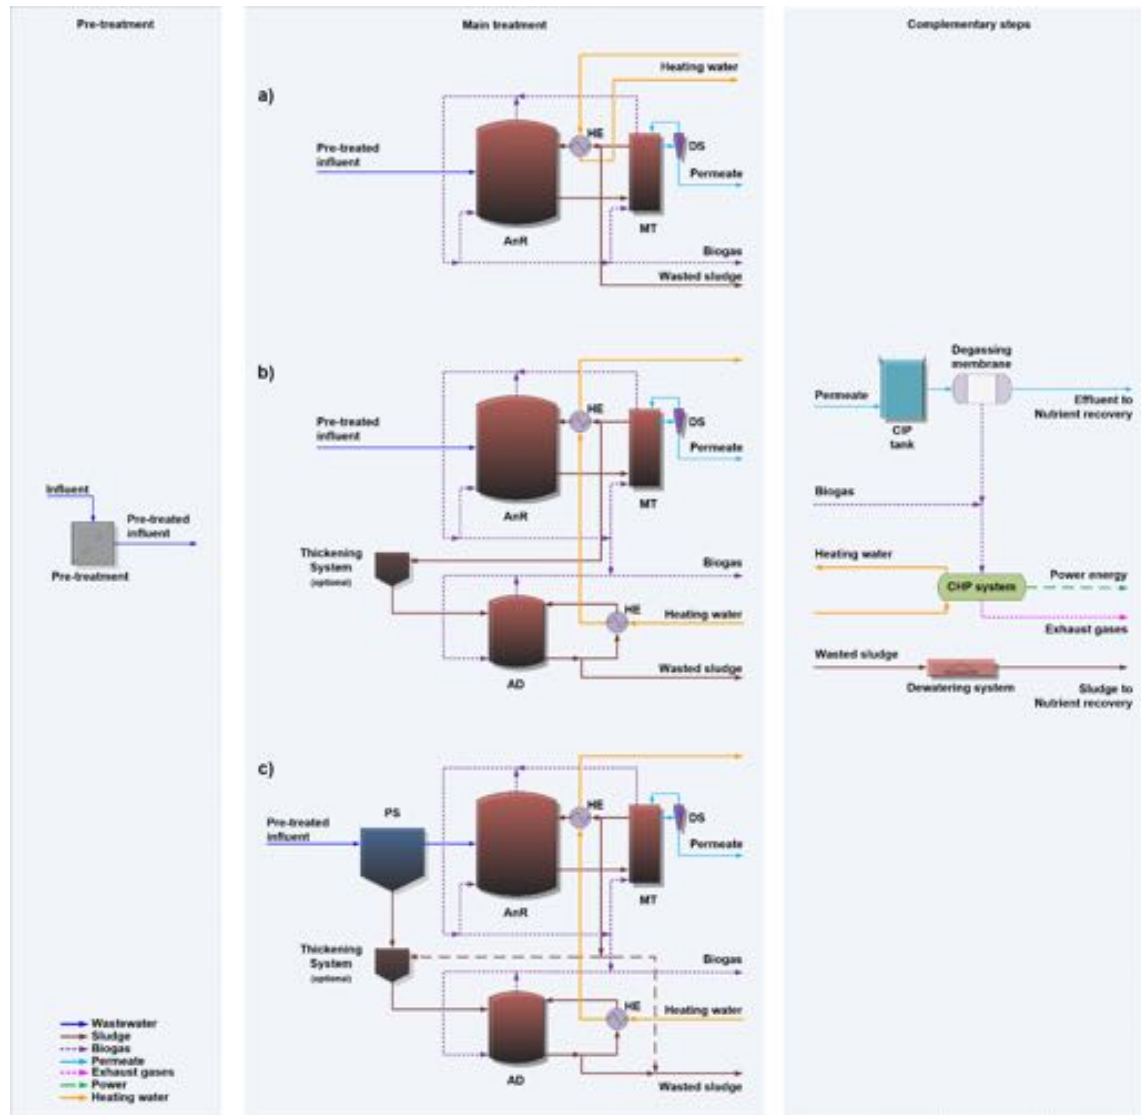 Pre-treatment
Main treatment
Complementary steps
Influent
Pre-treated
influent
Pre-treatment
Wastewater
Sludge
Biogas
Permeate
Exhaust gases
Power
Heating water
a)
Heating water
HE
DS
Pre-treated
influent
Permeate
AnR
MT
Biogas
Wasted sludge
b)
HE
DS
Pre-treated
influent
Permeate
AnR
MT
Thickening
System
(optional)
Biogas
HE
Heating water
AD
Wasted sludge
c)
HE
PS
DS
Pre-treated
influent
Permeate
AnR
MT
Thickening
System
(optional)
Biogas
HE
Heating water
AD
Wasted sludge
Degassing
membrane
Permeate
Effluent to
Nutrient recovery
CIP
tank
Biogas
Heating water
CHP system
Power energy
Exhaust gases
Wasted sludge
Dewatering system
Sludge to
Nutrient recovery